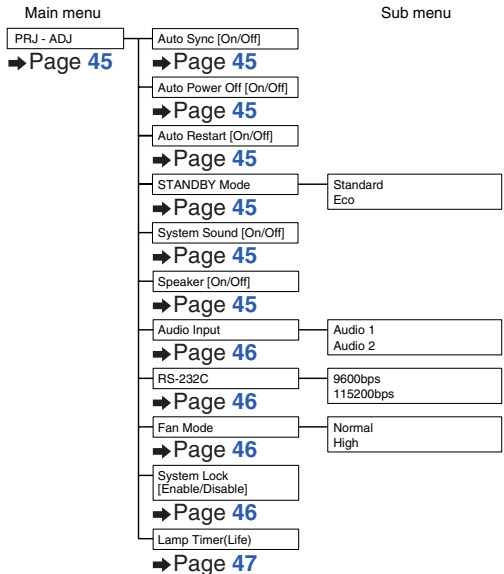 Main menu
Sub menu
PRJ - ADJ
➡Page 45
Auto Sync [On/Off]
➡Page 45
Auto Power Off [On/Off]
➡Page 45
Auto Restart [On/Off]
➡Page 45
STANDBY Mode
➡Page 45
Standard
Eco
System Sound [On/Off]
➡Page 45
Speaker [On/Off]
➡Page 45
Audio Input
➡Page 46
Audio 1
Audio 2
RS-232C
➡Page 46
9600bps
115200bps
Fan Mode
➡Page 46
Normal
High
System Lock
[Enable/Disable]
➡Page 46
Lamp Timer(Life)
➡Page 47